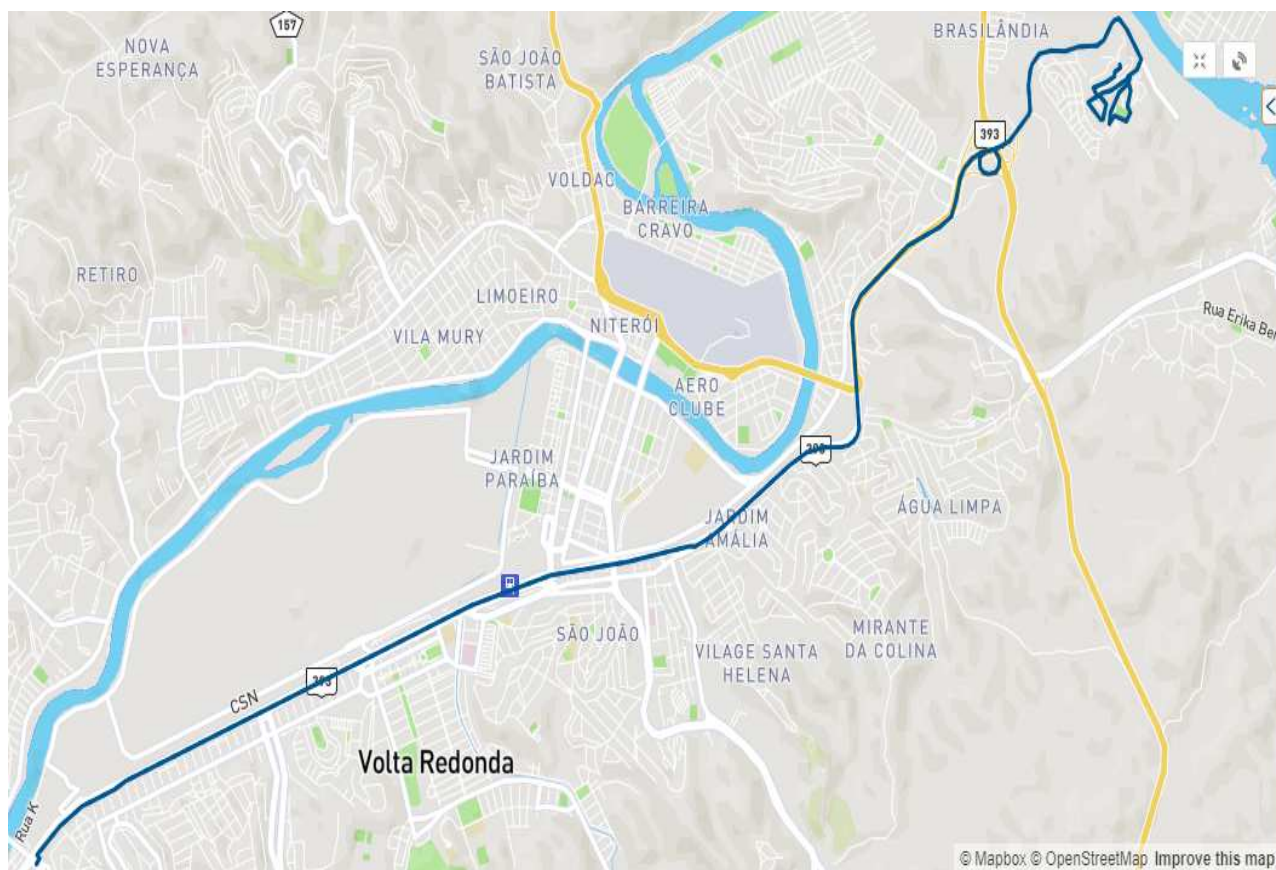 157
NOVA
ESPERANÇA
SÃO JOÃO
BATISTA
BRASILÂNDIA
393
VOLDAC
BARREIRA
CRAVO
RETIRO
LIMOEIRO
NITERÓI
VILA MURY
Rua Erika Ber
AERO
CLUBE
JARDIM
PARAÍBA
393
ÁGUA LIMPA
JARDIM
AMÁLIA
SÃO JOÃO
MIRANTE
DA COLINA
VILAGE SANTA
HELENA
393
CSN
Volta Redonda
Rua K
© Mapbox © OpenStreetMap Improve this map